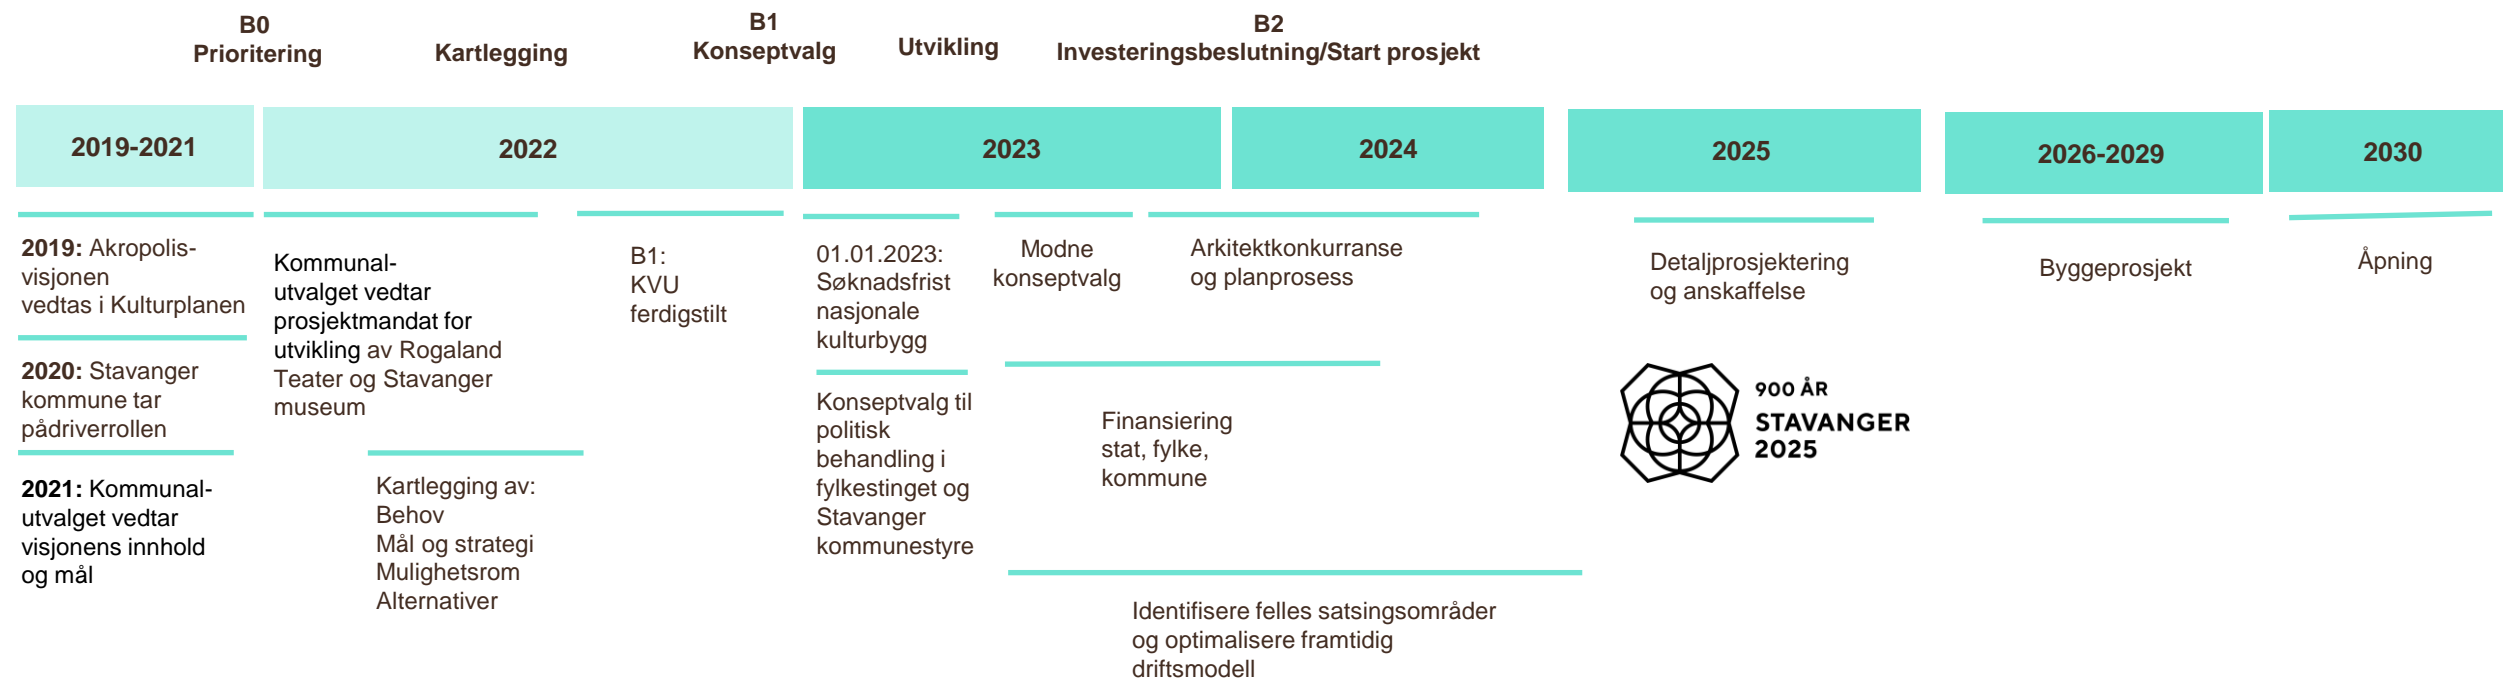 B0
Prioritering
Kartlegging
B1
Konseptvalg
Utvikling
B2
Investeringsbeslutning/Start prosjekt
2019-2021
2022
2023
2024
2025
2026-2029
2030
2019: Akropolis-
visjonen
vedtas i Kulturplanen
2020: Stavanger
kommune tar
pådriverrollen
2021: Kommunal-
utvalget vedtar
visjonens innhold
og mål
Kommunal-
utvalget vedtar
prosjektmandat for
utvikling av Rogaland
Teater og Stavanger
museum
Kartlegging av:
Behov
Mål og strategi
Mulighetsrom
Alternativer
B1:
KVU
ferdigstilt
01.01.2023:
Søknadsfrist
nasjonale
kulturbygg
Konseptvalg til
politisk
behandling i
fylkestinget og
Stavanger
kommunestyre
Modne
konseptvalg
Arkitektkonkurranse
og planprosess
Finansiering
stat, fylke,
kommune
Identifisere felles satsingsområder
og optimalisere framtidig
driftsmodell
Detaljprosjektering
og anskaffelse
900 ÅR
STAVANGER
2025
Byggeprosjekt
Åpning